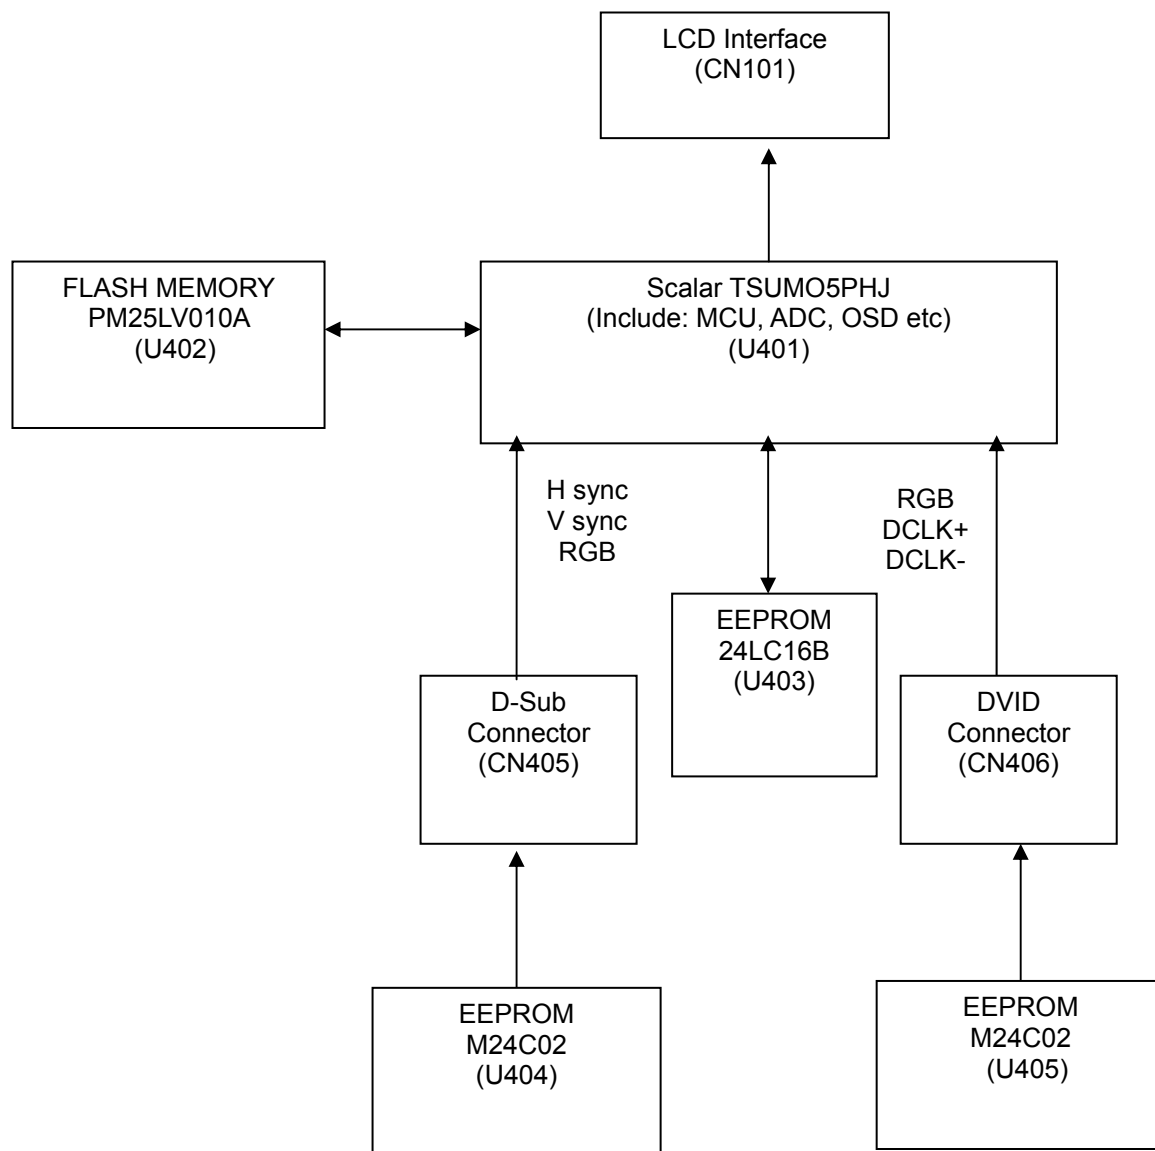 LCD Interface
(CN101)
FLASH MEMORY
PM25LV010A
(U402)
Scalar TSUMO5PHJ
(Include: MCU, ADC, OSD etc)
(U401)
H sync
V sync
RGB
RGB
DCLK+
DCLK-
EEPROM
24LC16B
(U403)
D-Sub
Connector
(CN405)
DVID
Connector
(CN406)
EEPROM
M24C02
(U404)
EEPROM
M24C02
(U405)